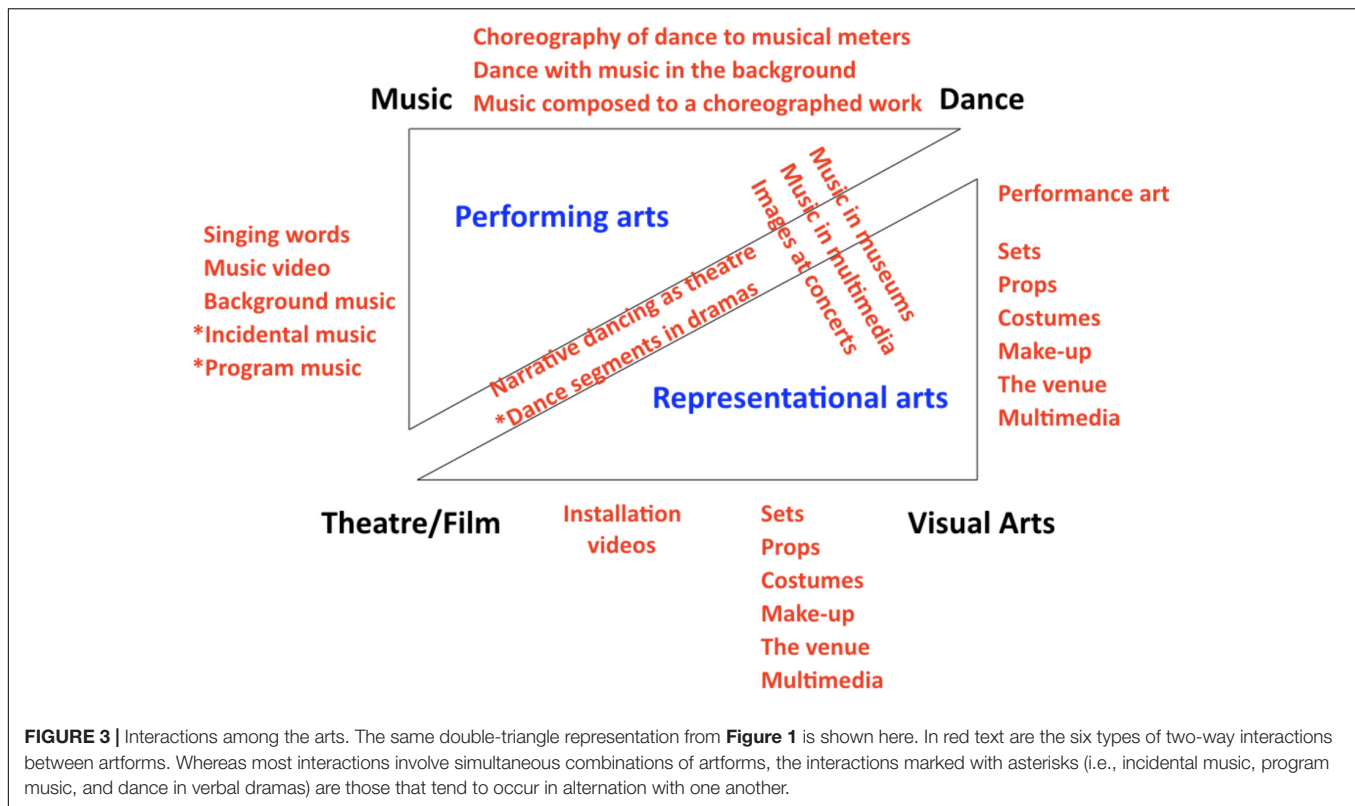 Choreography of dance to musical meters
Dance with music in the background
Music
Music composed to a choreographed work
Dance
Performing arts
Music in museums
Music in multimedia
Images at concerts
Performance art
Singing words
Music video
Background music
*Incidental music
*Program music
Narrative dancing as theatre
*Dance segments in dramas
Sets
Props
Costumes
Make-up
The venue
Multimedia
Representational arts
Theatre/Film
Installation
videos
Sets
Props
Costumes
Make-up
The venue
Multimedia
Visual Arts
FIGURE 3 | Interactions among the arts. The same double-triangle representation from Figure 1 is shown here. In red text are the six types of two-way interactions
between artforms. Whereas most interactions involve simultaneous combinations of artforms, the interactions marked with asterisks (i.e., incidental music, program
music, and dance in verbal dramas) are those that tend to occur in alternation with one another.